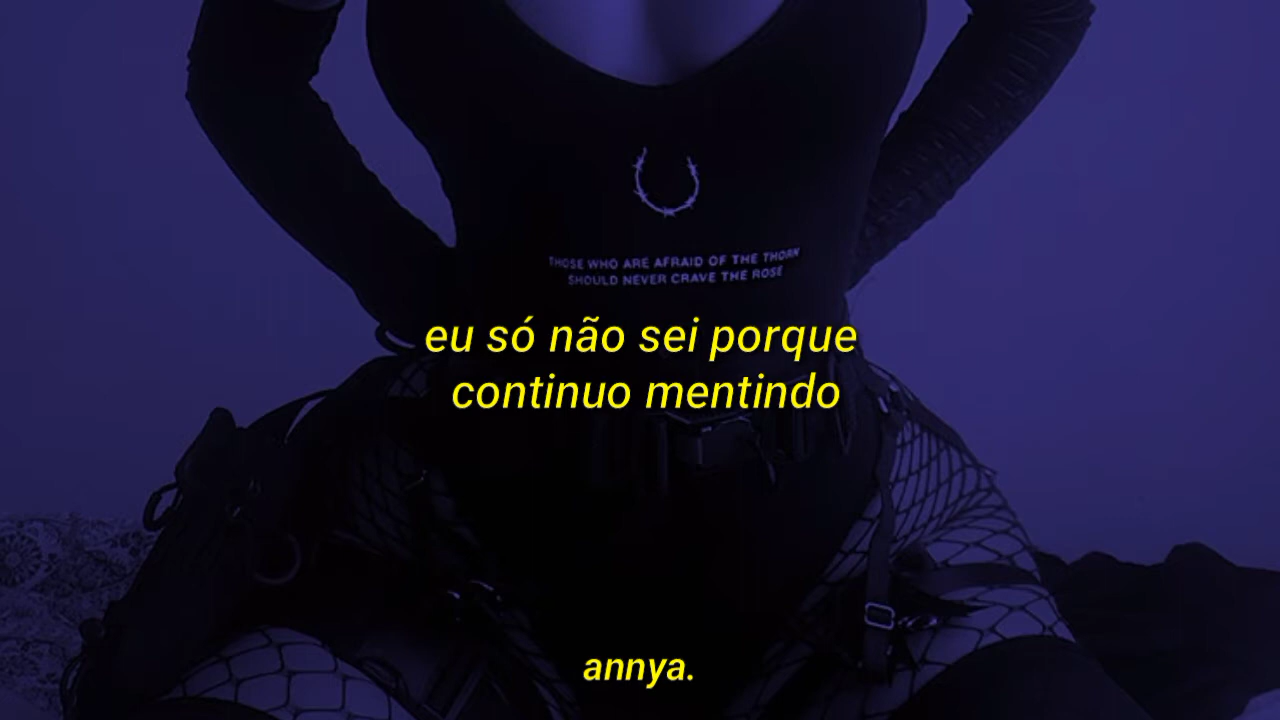 THOSE WHO ARE AFRAID OF THE THORN
SHOULD NEVER CRAVE THE ROSE
eu só não sei porque
continuo mentindo
annya.